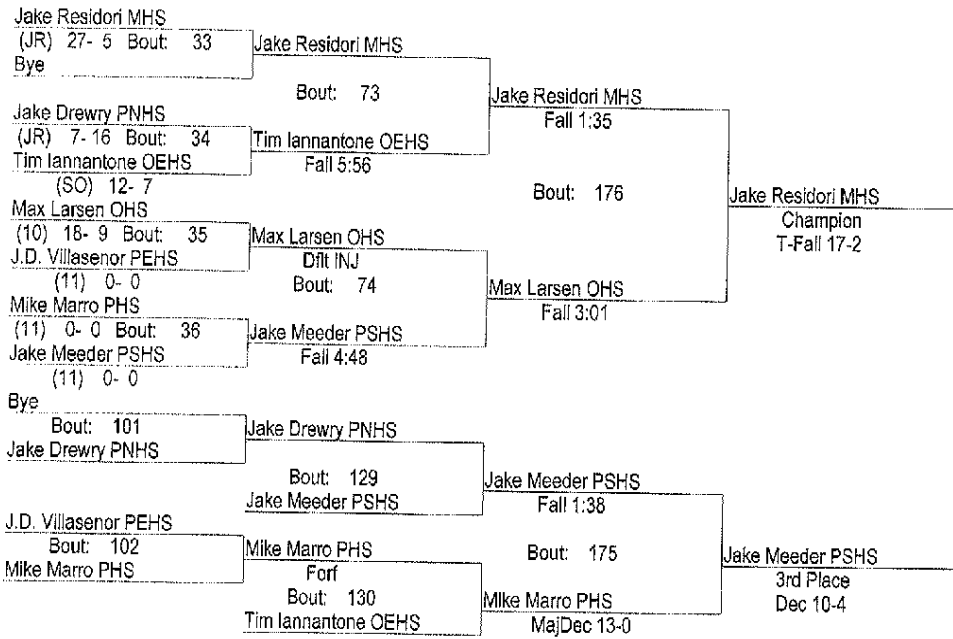 Jake Residori MHS
(JR) 27- 5 Bout: 33
Bye
Jake Residori MHS
Bout: 73
Jake Drewry PNHS
(JR) 7- 16 Bout: 34
Tim Iannantone OEHS
(SO) 12- 7
Tim Iannantone OEHS
Fall 5:56
Jake Residori MHS
Fall 1:35
Bout: 176
Max Larsen OHS
(10) 18- 9 Bout: 35
J.D. Villasenor PEHS
(11) 0- 0
Max Larsen OHS
Dflt INJ
Bout: 74
Mike Marro PHS
(11) 0- 0 Bout: 36
Jake Meeder PSHS
(11) 0- 0
Jake Meeder PSHS
Fall 4:48
Max Larsen OHS
Fall 3:01
Jake Residori MHS
Champion
T-Fall 17-2
Bye
Bout: 101
Jake Drewry PNHS
Jake Drewry PNHS
Bout: 129
Jake Meeder PSHS
Jake Meeder PSHS
Fall 1:38
Bout: 175
J.D. Villasenor PEHS
Bout: 102
Mike Marro PHS
Mike Marro PHS
Forf
Bout: 130
Tim Iannantone OEHS
Mike Marro PHS
MajDec 13-0
Jake Meeder PSHS
3rd Place
Dec 10-4